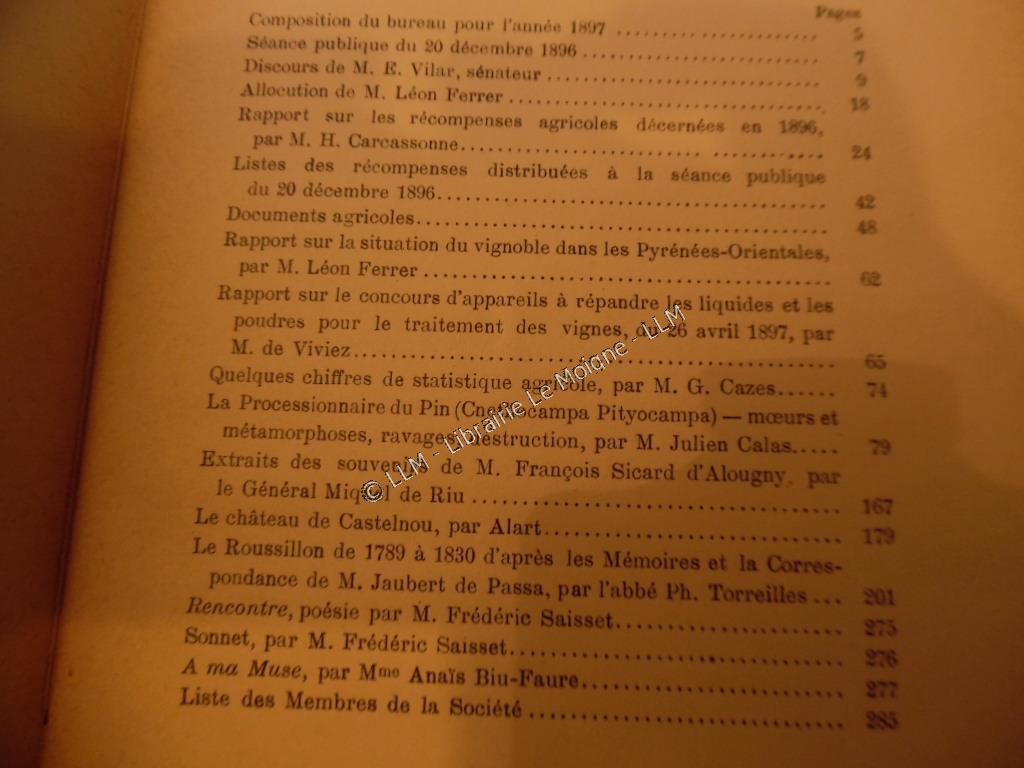 Pages
Composition du bureau pour l'année 1897 ........................ 5
Séance publique du 20 décembre 1896 ........................ 7
Discours de M. E. Vilar, sénateur ........................ 9
Allocution de M. Léon Ferrer ........................ 18
Rapport sur les récompenses agricoles décernées en 1896,
par M. H. Carcassonne ........................ 24
Listes des récompenses distribuées à la séance publique
du 20 décembre 1896 ........................ 42
Documents agricoles ........................ 48
Rapport sur la situation du vignoble dans les Pyrénées-Orientales,
par M. Léon Ferrer ........................ 62
Rapport sur le concours d'appareils à répandre les liquides et les
poudres pour le traitement des vignes, du 26 avril 1897, par
M. de Viviez ........................ 65
Quelques chiffres de statistique agricole, par M. G. Cazes ...... 74
La Processionnaire du Pin (Cnethocampa Pityocampa) — mœurs et
métamorphoses, ravages, destruction, par M. Julien Calas ..... 79
Extraits des souvenirs de M. François Sicard d'Alougny, par
le Général Miquel de Riu ........................ 167
Le château de Castelnou, par Alart ........................ 179
Le Roussillon de 1789 à 1830 d'après les Mémoires et la Corres-
pondance de M. Jaubert de Passa, par l'abbé Ph. Torreilles ... 201
Rencontre, poésie par M. Frédéric Saisset ........................ 275
Sonnet, par M. Frédéric Saisset ........................ 276
A ma Muse, par Mme Anaïs Biu-Faure ........................ 277
Liste des Membres de la Société ........................ 285
© LLM - Librairie Le Moigne - LLM